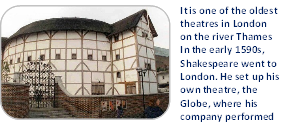 It is one of the oldest
theatres in London
on the river Thames
In the early 1590s,
Shakespeare went to
London. He set up his
own theatre, the
Globe, where his
company performed